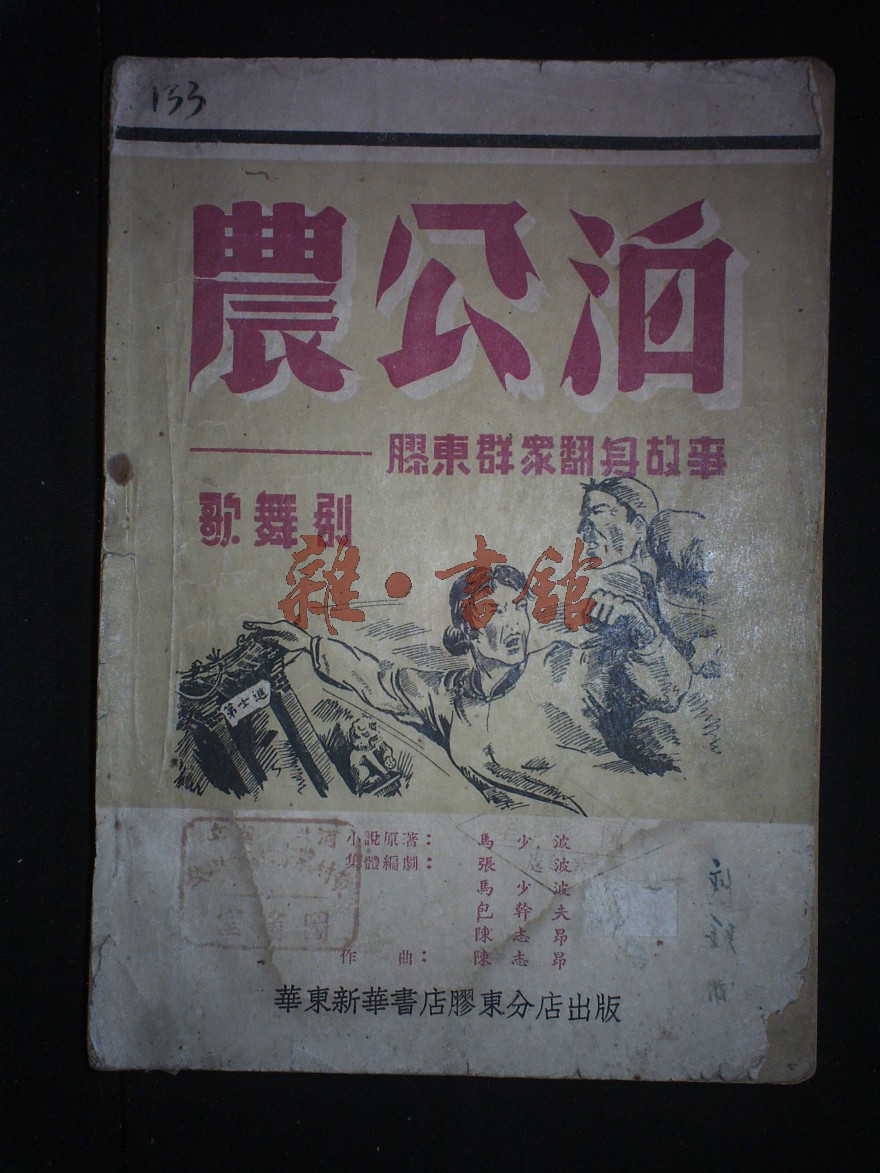 133
農公泊
——膠東群衆翻身故事
歌舞劇
雜·書館
第士進
小說原著： 馬少波
集體編劇： 張波
馬少波
包幹夫
陳志昂
作曲： 陳志昂
華東新華書店膠東分店出版